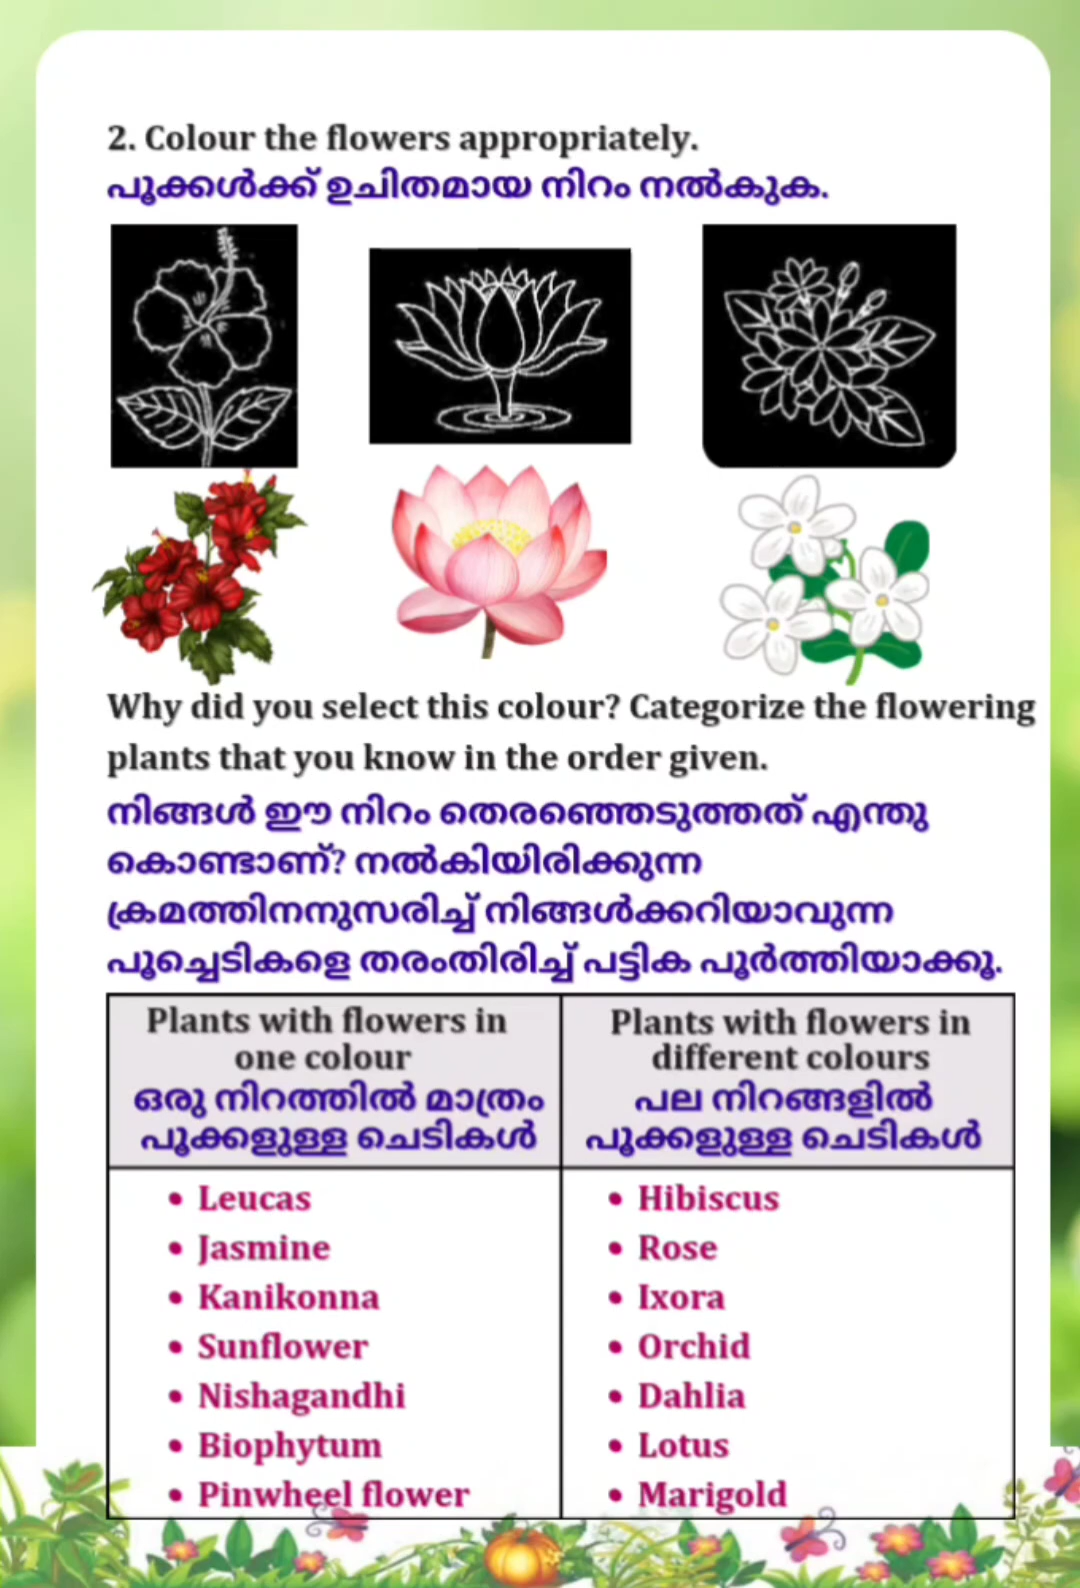 2. Colour the flowers appropriately.
പൂക്കൾക്ക് ഉചിതമായ നിറം നൽകുക.
Why did you select this colour? Categorize the flowering
plants that you know in the order given.
നിങ്ങൾ ഈ നിറം തെരഞ്ഞെടുത്തത് എന്തു
കൊണ്ടാണ്? നൽകിയിരിക്കുന്ന
ക്രമത്തിനനുസരിച്ച് നിങ്ങൾക്കറിയാവുന്ന
പൂച്ചെടികളെ തരംതിരിച്ച് പട്ടിക പൂർത്തിയാക്കൂ.
Plants with flowers in
one colour
ഒരു നിറത്തിൽ മാത്രം
പൂക്കളുള്ള ചെടികൾ
Plants with flowers in
different colours
പല നിറങ്ങളിൽ
പൂക്കളുള്ള ചെടികൾ
• Leucas
• Jasmine
• Kanikonna
• Sunflower
• Nishagandhi
• Biophytum
• Pinwheel flower
• Hibiscus
• Rose
• Ixora
• Orchid
• Dahlia
• Lotus
• Marigold